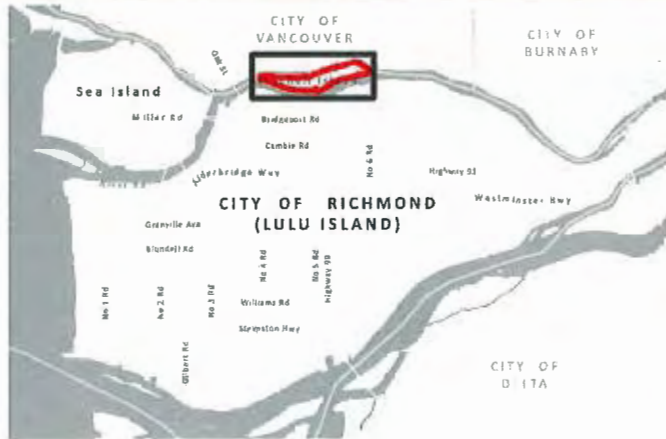 CITY OF
VANCOUVER
CITY OF
BURNABY
Oak St
Sea Island
Miller Rd
Bridgeport Rd
Cambie Rd
No 6 Rd
Highway 91
Alderbridge Way
Westminster Hwy
CITY OF RICHMOND
(LULU ISLAND)
Granville Ave
Blundell Rd
No 1 Rd
No 2 Rd
No 3 Rd
No 4 Rd
No 5 Rd
Highway 99
Williams Rd
Steveston Hwy
Gilbert Rd
CITY OF
DELTA